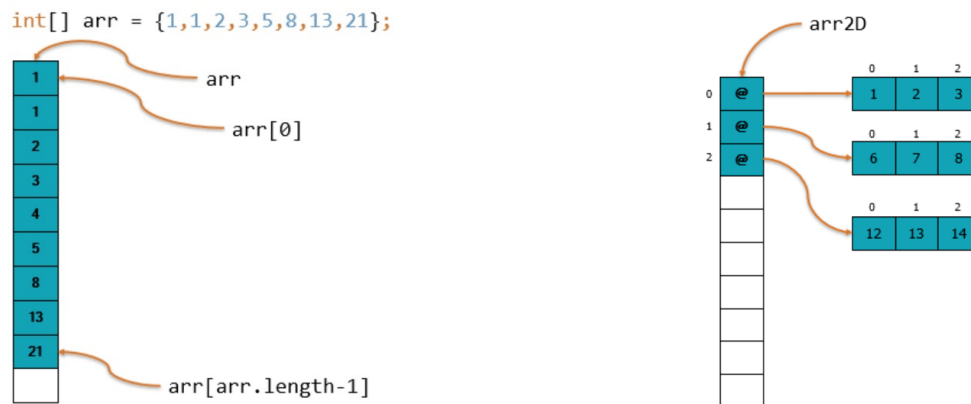 int[] arr = {1,1,2,3,5,8,13,21};
1
1
2
3
4
5
8
13
21
arr
arr[0]
arr[arr.length-1]
arr2D
0 @
1 @
2 @
0 1 2
1 2 3
0 1 2
6 7 8
0 1 2
12 13 14